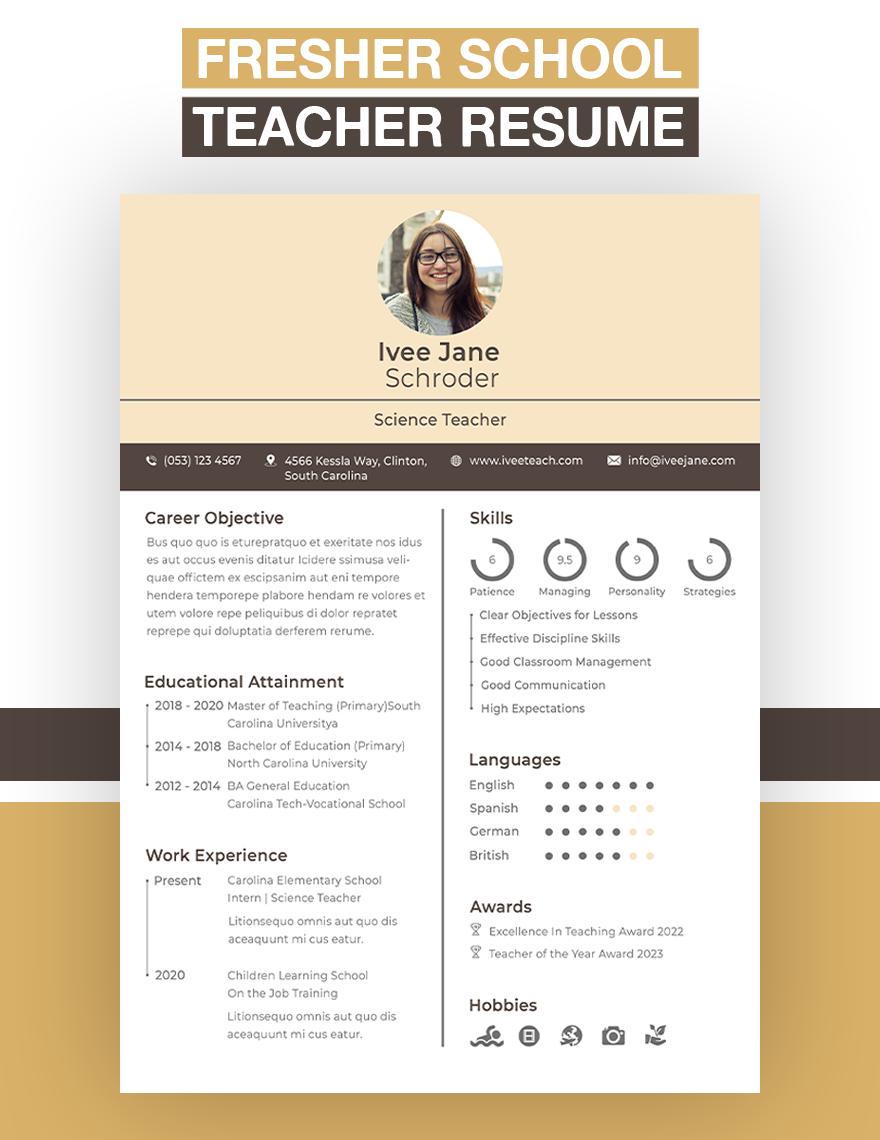 FRESHER SCHOOL
TEACHER RESUME
Ivee Jane
Schroder
Science Teacher
(053) 123 4567
4566 Kessla Way, Clinton,
South Carolina
www.iveeteach.com
info@iveejane.com
Career Objective
Bus quo quo is eturepratquo et exeritate nos idus
es aut occus evenis ditatur Icidere ssimusa veli-
quae offictem ex escipsanim aut eni tempore
hendera temporepe plabore hendam re volores et
utem volore repe peliquibus di dolor repratet
reprepe qui doluptatia derferem rerume.
Educational Attainment
2018 - 2020 Master of Teaching (Primary)South
Carolina Universitya
2014 - 2018 Bachelor of Education (Primary)
North Carolina University
2012 - 2014 BA General Education
Carolina Tech-Vocational School
Work Experience
Present Carolina Elementary School
Intern | Science Teacher
Litionsequo omnis aut quo dis
aceaquunt mi cus eatur.
2020 Children Learning School
On the Job Training
Litionsequo omnis aut quo dis
aceaquunt mi cus eatur.
Skills
6 9.5 9 6
Patience Managing Personality Strategies
Clear Objectives for Lessons
Effective Discipline Skills
Good Classroom Management
Good Communication
High Expectations
Languages
English
Spanish
German
British
Awards
Excellence In Teaching Award 2022
Teacher of the Year Award 2023
Hobbies